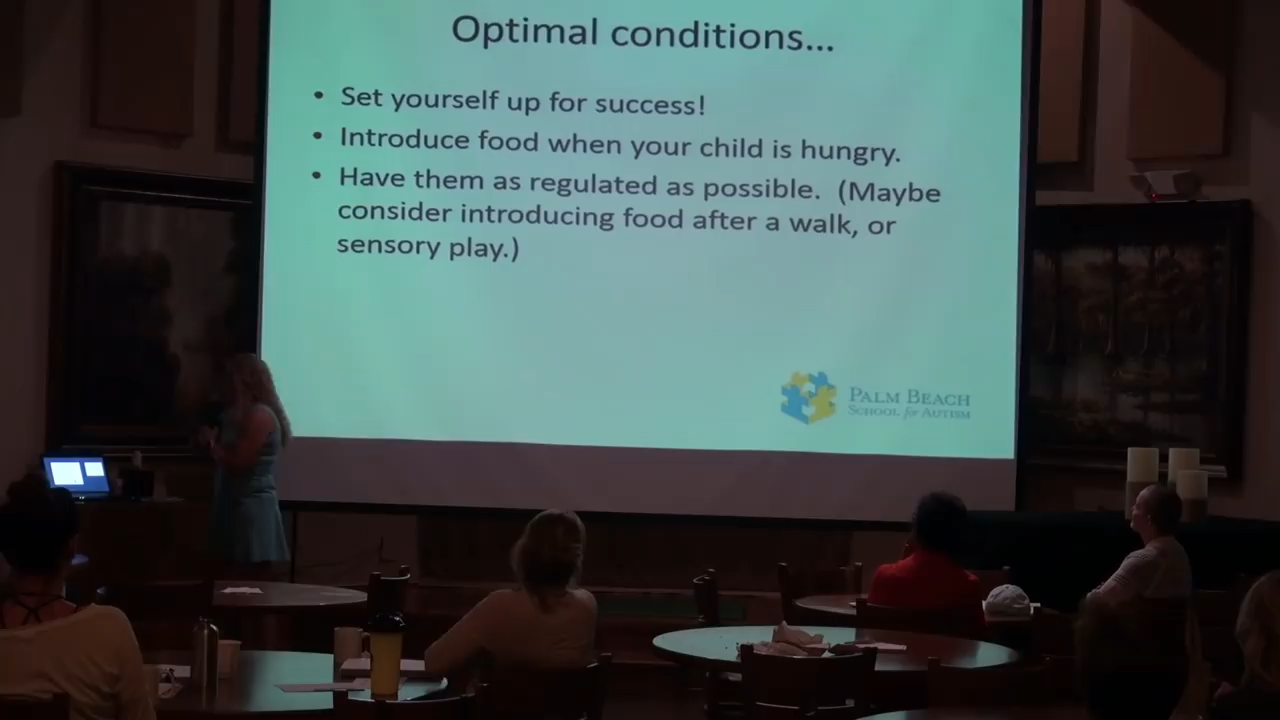 Optimal conditions...
• Set yourself up for success!
• Introduce food when your child is hungry.
• Have them as regulated as possible.  (Maybe
consider introducing food after a walk, or
sensory play.)
PALM BEACH
SCHOOL for AUTISM